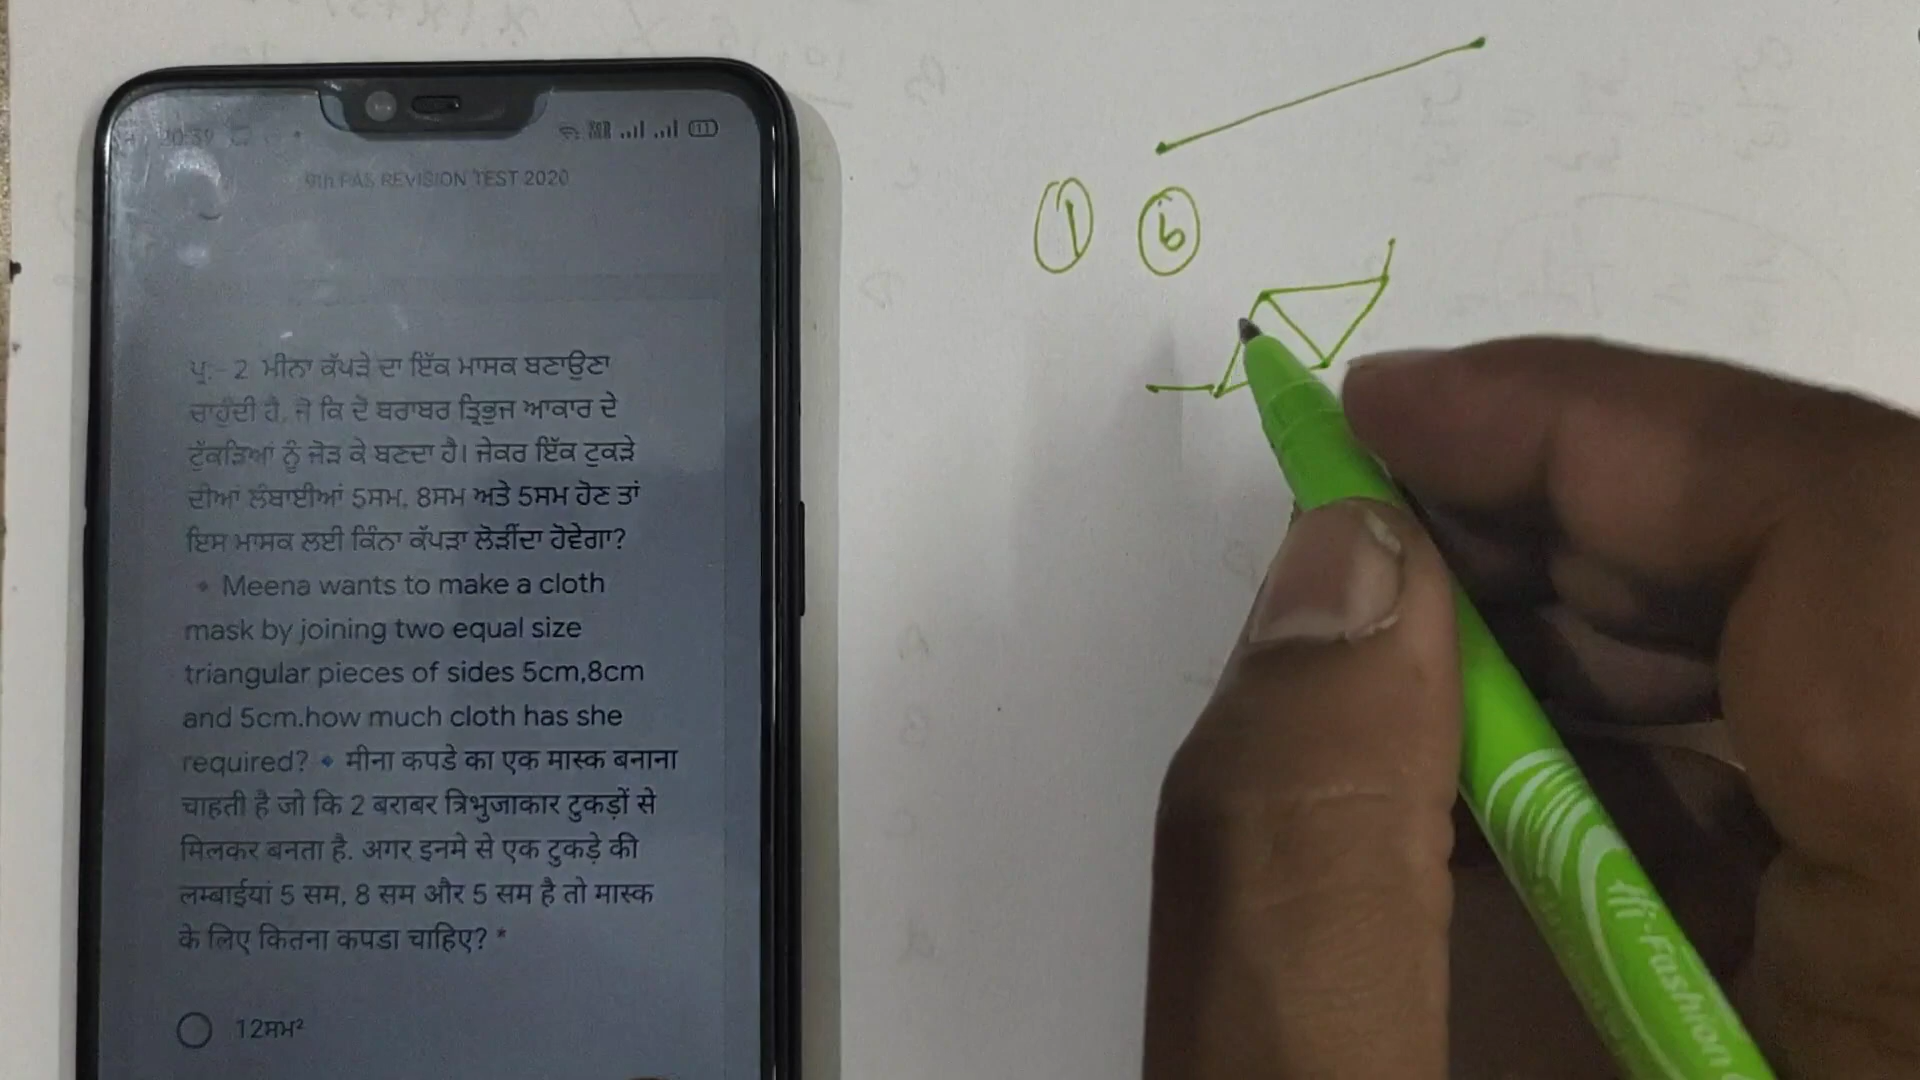 20:39
9th PAS REVISION TEST 2020
ਪ੍ਰ:- 2 ਮੀਨਾ ਕੱਪੜੇ ਦਾ ਇੱਕ ਮਾਸਕ ਬਣਾਉਣਾ
ਚਾਹੁੰਦੀ ਹੈ, ਜੋ ਕਿ ਦੋ ਬਰਾਬਰ ਤ੍ਰਿਭੁਜ ਆਕਾਰ ਦੇ
ਟੁੱਕੜਿਆਂ ਨੂੰ ਜੋੜ ਕੇ ਬਣਦਾ ਹੈ। ਜੇਕਰ ਇੱਕ ਟੁਕੜੇ
ਦੀਆਂ ਲੰਬਾਈਆਂ 5ਸਮ, 8ਸਮ ਅਤੇ 5ਸਮ ਹੋਣ ਤਾਂ
ਇਸ ਮਾਸਕ ਲਈ ਕਿੰਨਾ ਕੱਪੜਾ ਲੋੜੀਂਦਾ ਹੋਵੇਗਾ?
🔸 Meena wants to make a cloth
mask by joining two equal size
triangular pieces of sides 5cm,8cm
and 5cm.how much cloth has she
required? 🔹 मीना कपडे का एक मास्क बनाना
चाहती है जो कि 2 बराबर त्रिभुजाकार टुकड़ों से
मिलकर बनता है. अगर इनमे से एक टुकड़े की
लम्बाईयां 5 सम, 8 सम और 5 सम है तो मास्क
के लिए कितना कपडा चाहिए? *
12ਸਮ²
1 b
Hi-Fashion